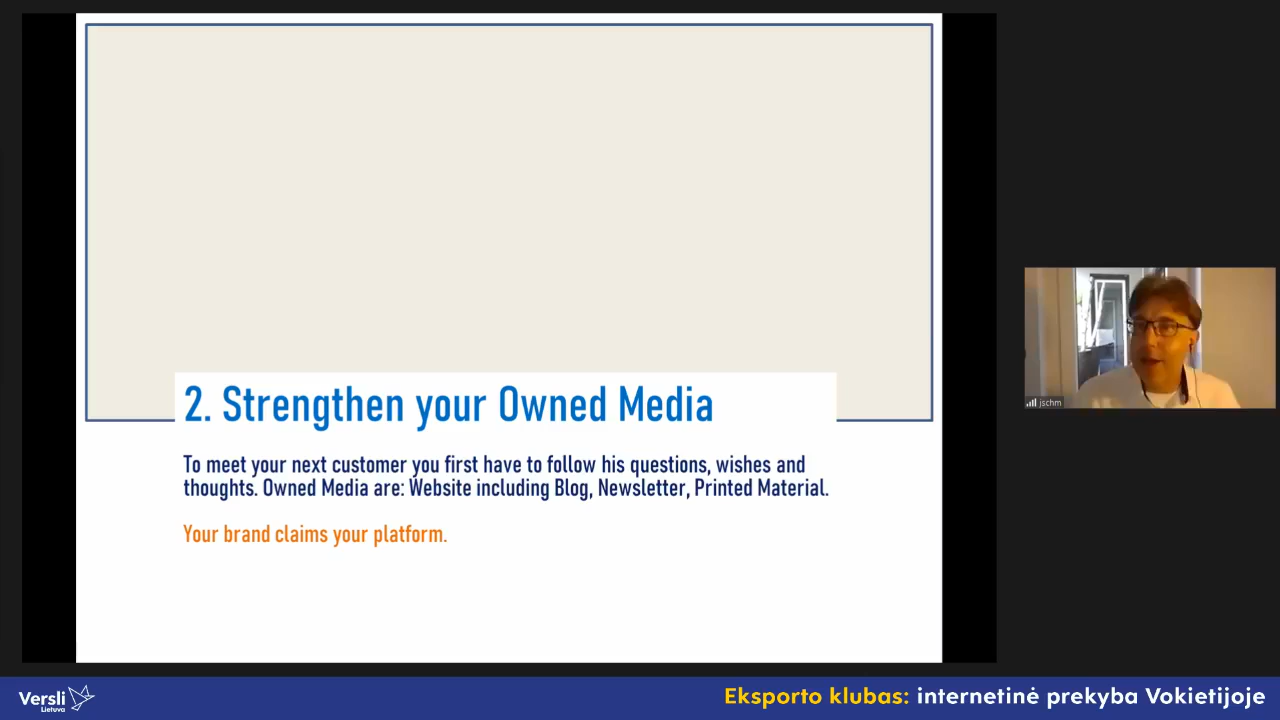 2. Strengthen your Owned Media
To meet your next customer you first have to follow his questions, wishes and
thoughts. Owned Media are: Website including Blog, Newsletter, Printed Material.
Your brand claims your platform.
jschm
Versli
Lietuva
Eksporto klubas: internetinė prekyba Vokietijoje